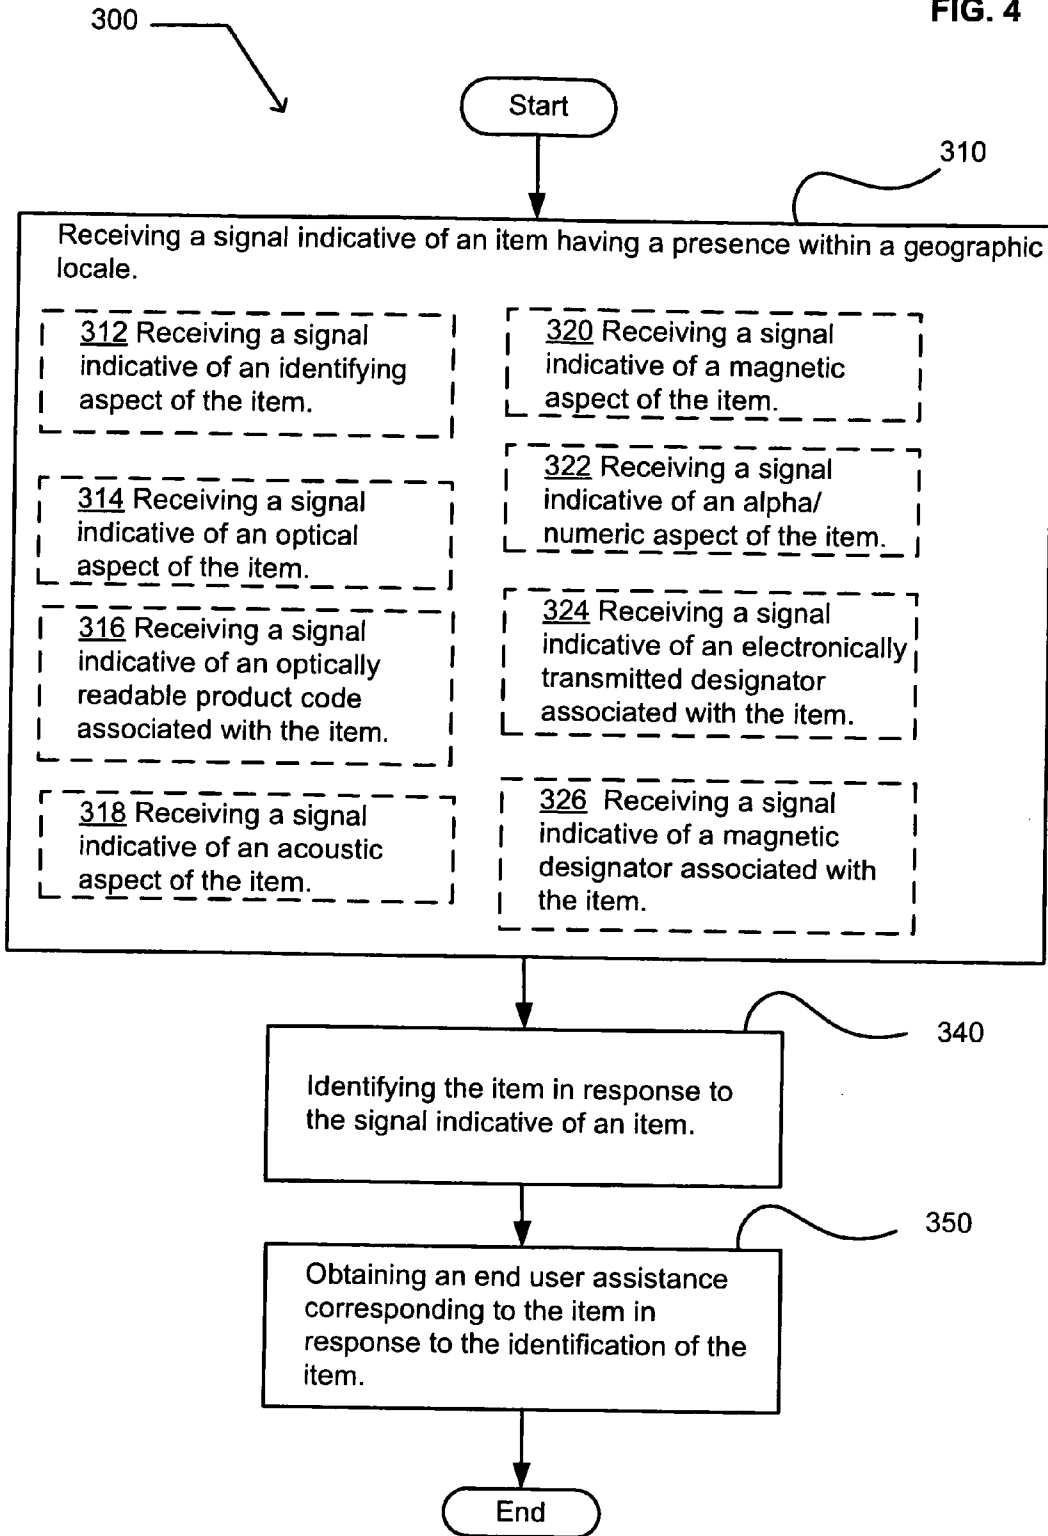 FIG. 4
300
Start
310
Receiving a signal indicative of an item having a presence within a geographic
locale.
312 Receiving a signal
indicative of an identifying
aspect of the item.
314 Receiving a signal
indicative of an optical
aspect of the item.
316 Receiving a signal
indicative of an optically
readable product code
associated with the item.
318 Receiving a signal
indicative of an acoustic
aspect of the item.
320 Receiving a signal
indicative of a magnetic
aspect of the item.
322 Receiving a signal
indicative of an alpha/
numeric aspect of the item.
324 Receiving a signal
indicative of an electronically
transmitted designator
associated with the item.
326 Receiving a signal
indicative of a magnetic
designator associated with
the item.
340
Identifying the item in response to
the signal indicative of an item.
350
Obtaining an end user assistance
corresponding to the item in
response to the identification of the
item.
End